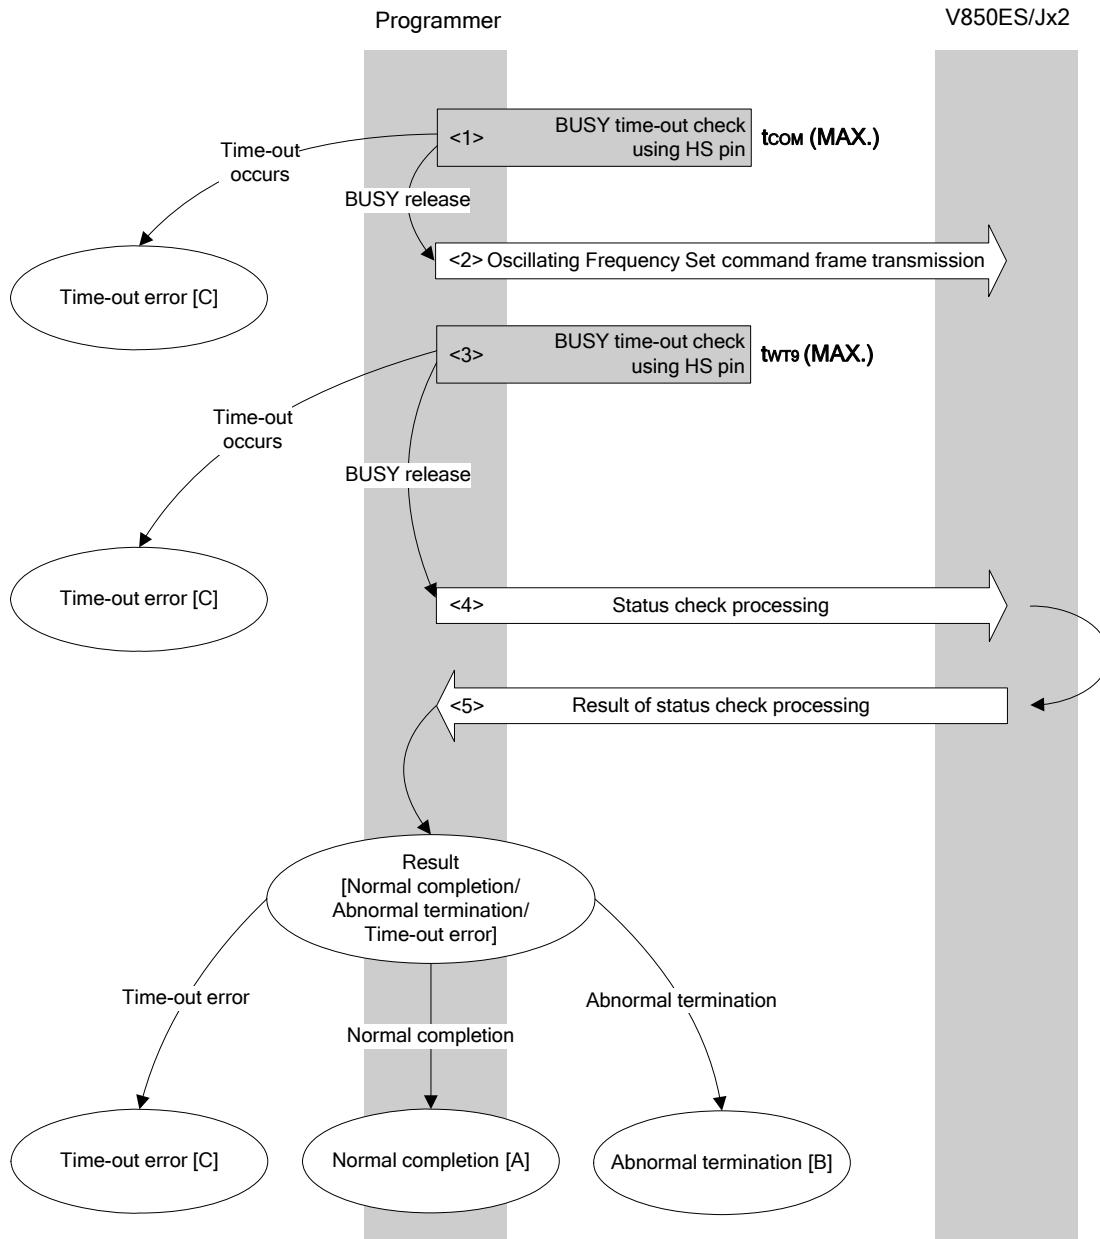 Programmer
V850ES/Jx2
<1>
BUSY time-out check
using HS pin
tCOM (MAX.)
Time-out
occurs
BUSY release
<2> Oscillating Frequency Set command frame transmission
Time-out error [C]
<3>
BUSY time-out check
using HS pin
tWT9 (MAX.)
Time-out
occurs
BUSY release
Time-out error [C]
<4> Status check processing
<5> Result of status check processing
Result
[Normal completion/
Abnormal termination/
Time-out error]
Time-out error
Abnormal termination
Normal completion
Time-out error [C]
Normal completion [A]
Abnormal termination [B]